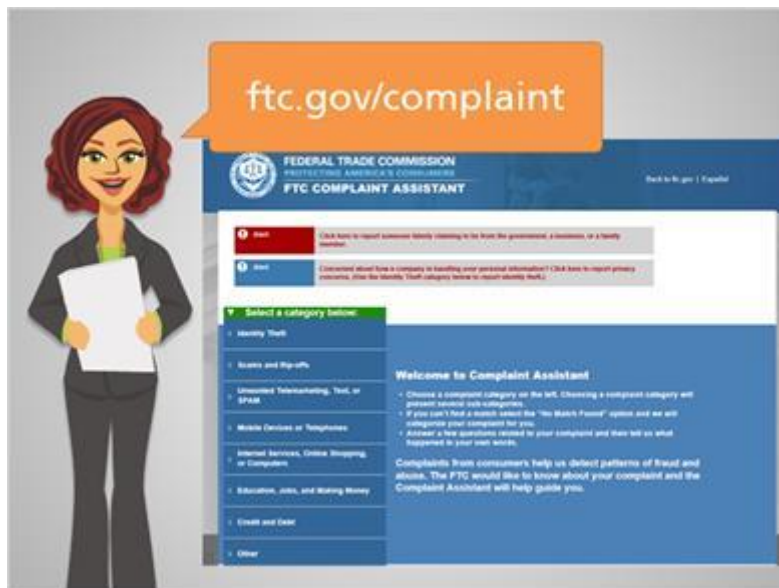 ftc.gov/complaint
FEDERAL TRADE COMMISSION
PROTECTING AMERICA'S CONSUMERS
FTC COMPLAINT ASSISTANT
Back to ftc.gov | Español
Alert
Click here to report someone falsely claiming to be from the government, a business, or a family
member.
Alert
Concerned about how a company is handling your personal information? Click here to report privacy
concerns. (Use the Identity Theft category below to report identity theft.)
Select a category below:
Identity Theft
Scams and Rip-offs
Unwanted Telemarketing, Text, or
SPAM
Mobile Devices or Telephones
Internet Services, Online Shopping,
or Computers
Education, Jobs, and Making Money
Credit and Debt
Other
Welcome to Complaint Assistant
• Choose a complaint category on the left. Choosing a complaint category will
present several sub-categories.
• If you can't find a match select the "No Match Found" option and we will
categorize your complaint for you.
• Answer a few questions related to your complaint and then tell us what
happened in your own words.
Complaints from consumers help us detect patterns of fraud and
abuse. The FTC would like to know about your complaint and the
Complaint Assistant will help guide you.